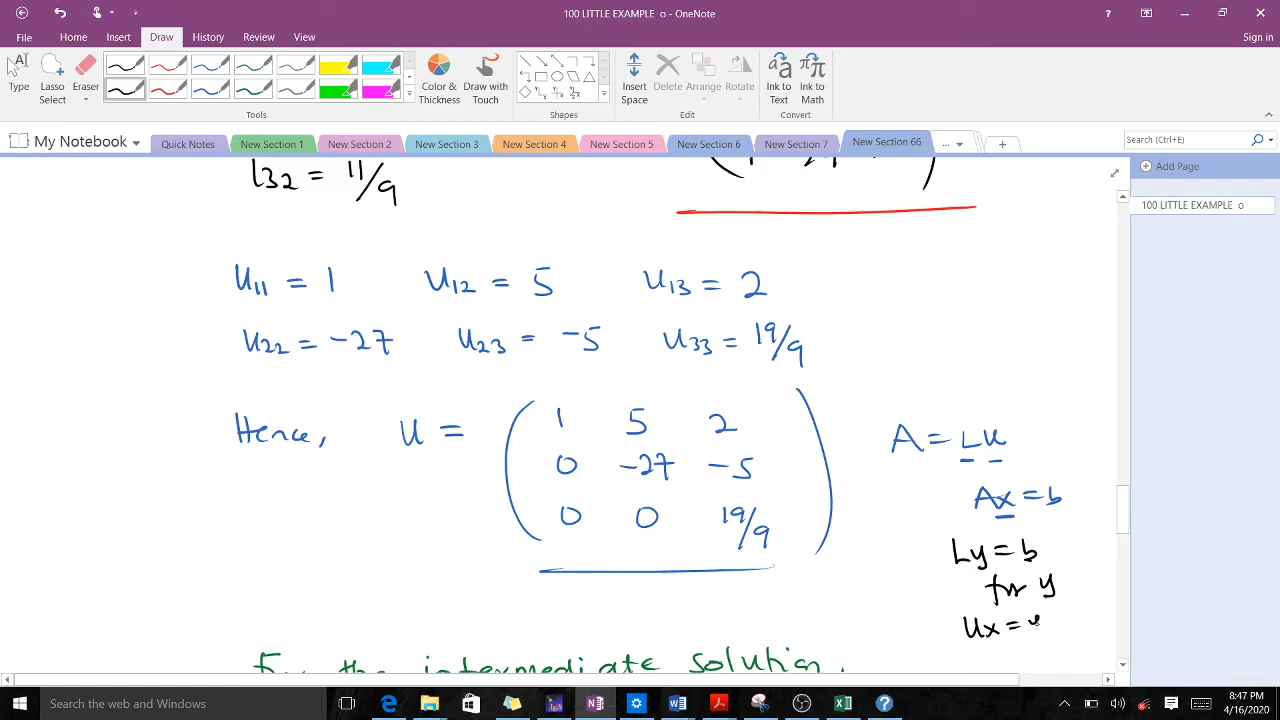 100 LITTLE EXAMPLE o - OneNote
File Home Insert Draw History Review View
Sign in
Type
Lasso Select
Eraser
Color & Thickness
Draw with Touch
Insert Space
Delete
Arrange
Rotate
Ink to Text
Ink to Math
Tools
Shapes
Edit
Convert
My Notebook
Quick Notes
New Section 1
New Section 2
New Section 3
New Section 4
New Section 5
New Section 6
New Section 7
New Section 66
...
Search (Ctrl+E)
Add Page
100 LITTLE EXAMPLE o
l32 = 11/9
u11 = 1 u12 = 5 u13 = 2
u22 = -27 u23 = -5 u33 = 19/9
Hence, U =
1 5 2
0 -27 -5
0 0 19/9
A = LU
Ax = b
Ly = b
for y
Ux =
For the intermediate solution,
Search the web and Windows
8:47 PM
4/16/2020